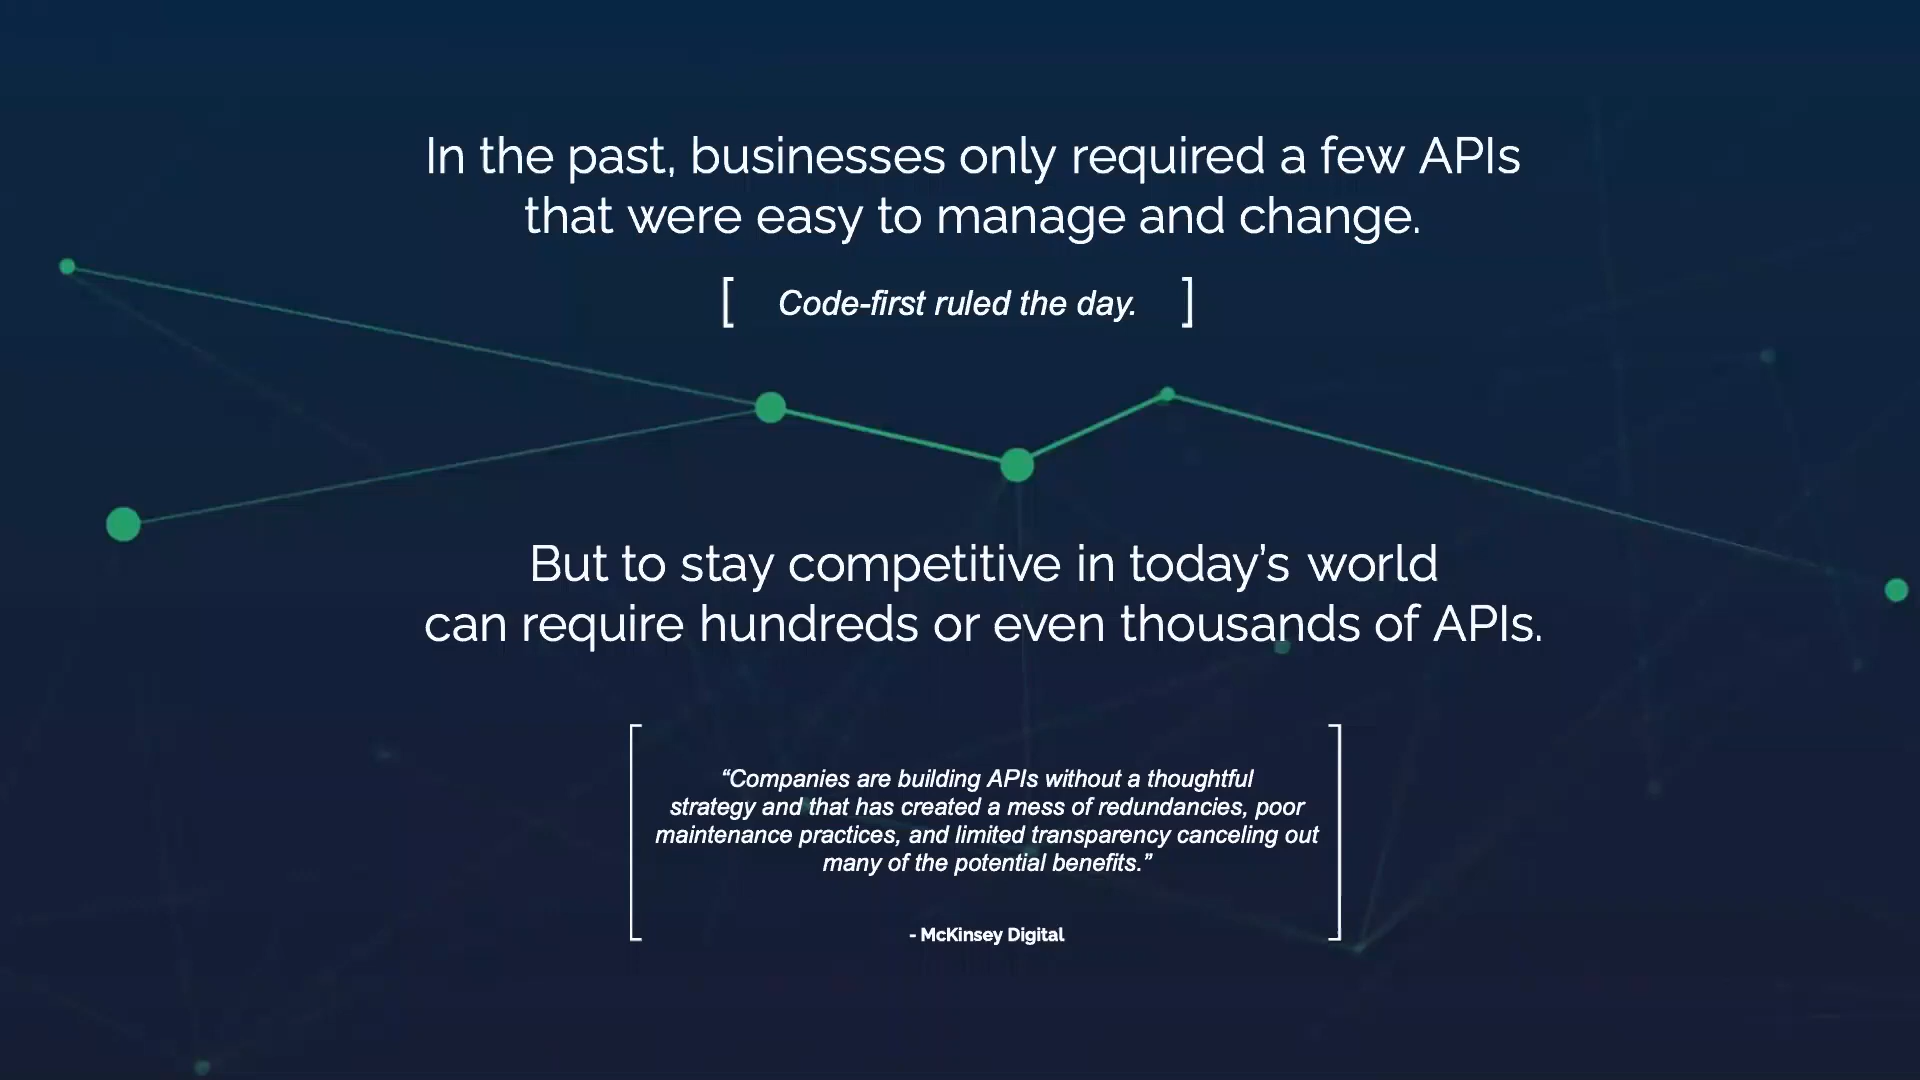 In the past, businesses only required a few APIs
that were easy to manage and change.
[ Code-first ruled the day. ]
But to stay competitive in today’s world
can require hundreds or even thousands of APIs.
“Companies are building APIs without a thoughtful
strategy and that has created a mess of redundancies, poor
maintenance practices, and limited transparency canceling out
many of the potential benefits.”
- McKinsey Digital